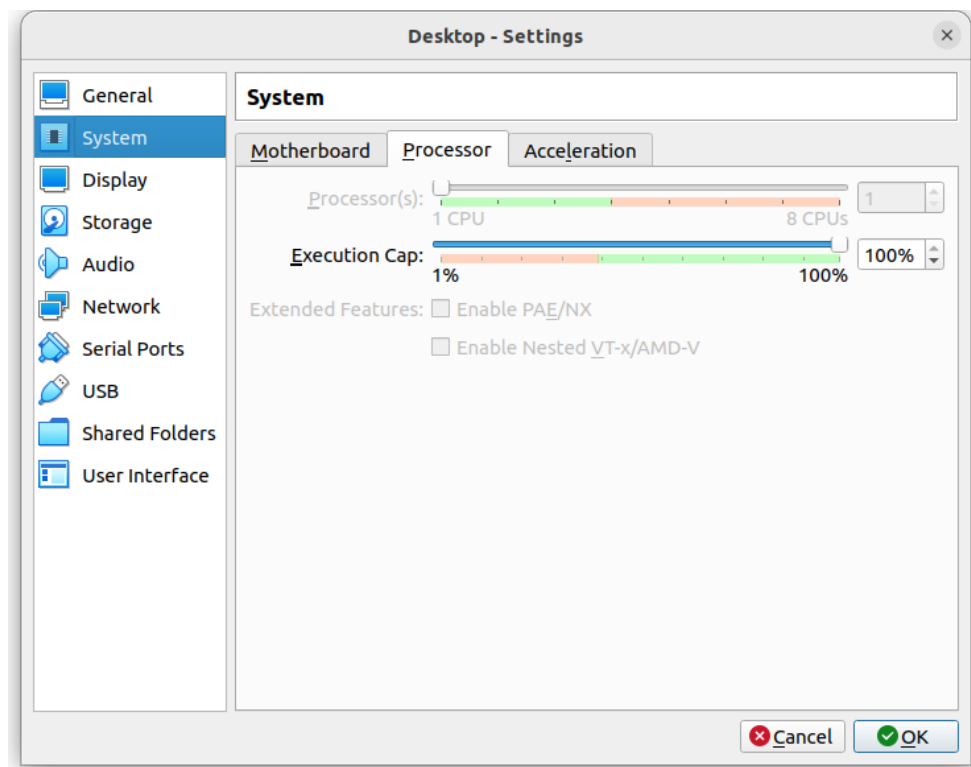 Desktop - Settings
General
System
Display
Storage
Audio
Network
Serial Ports
USB
Shared Folders
User Interface
System
Motherboard Processor Acceleration
Processor(s): 1
1 CPU 8 CPUs
Execution Cap: 100%
1% 100%
Extended Features: Enable PAE/NX
Enable Nested VT-x/AMD-V
Cancel OK